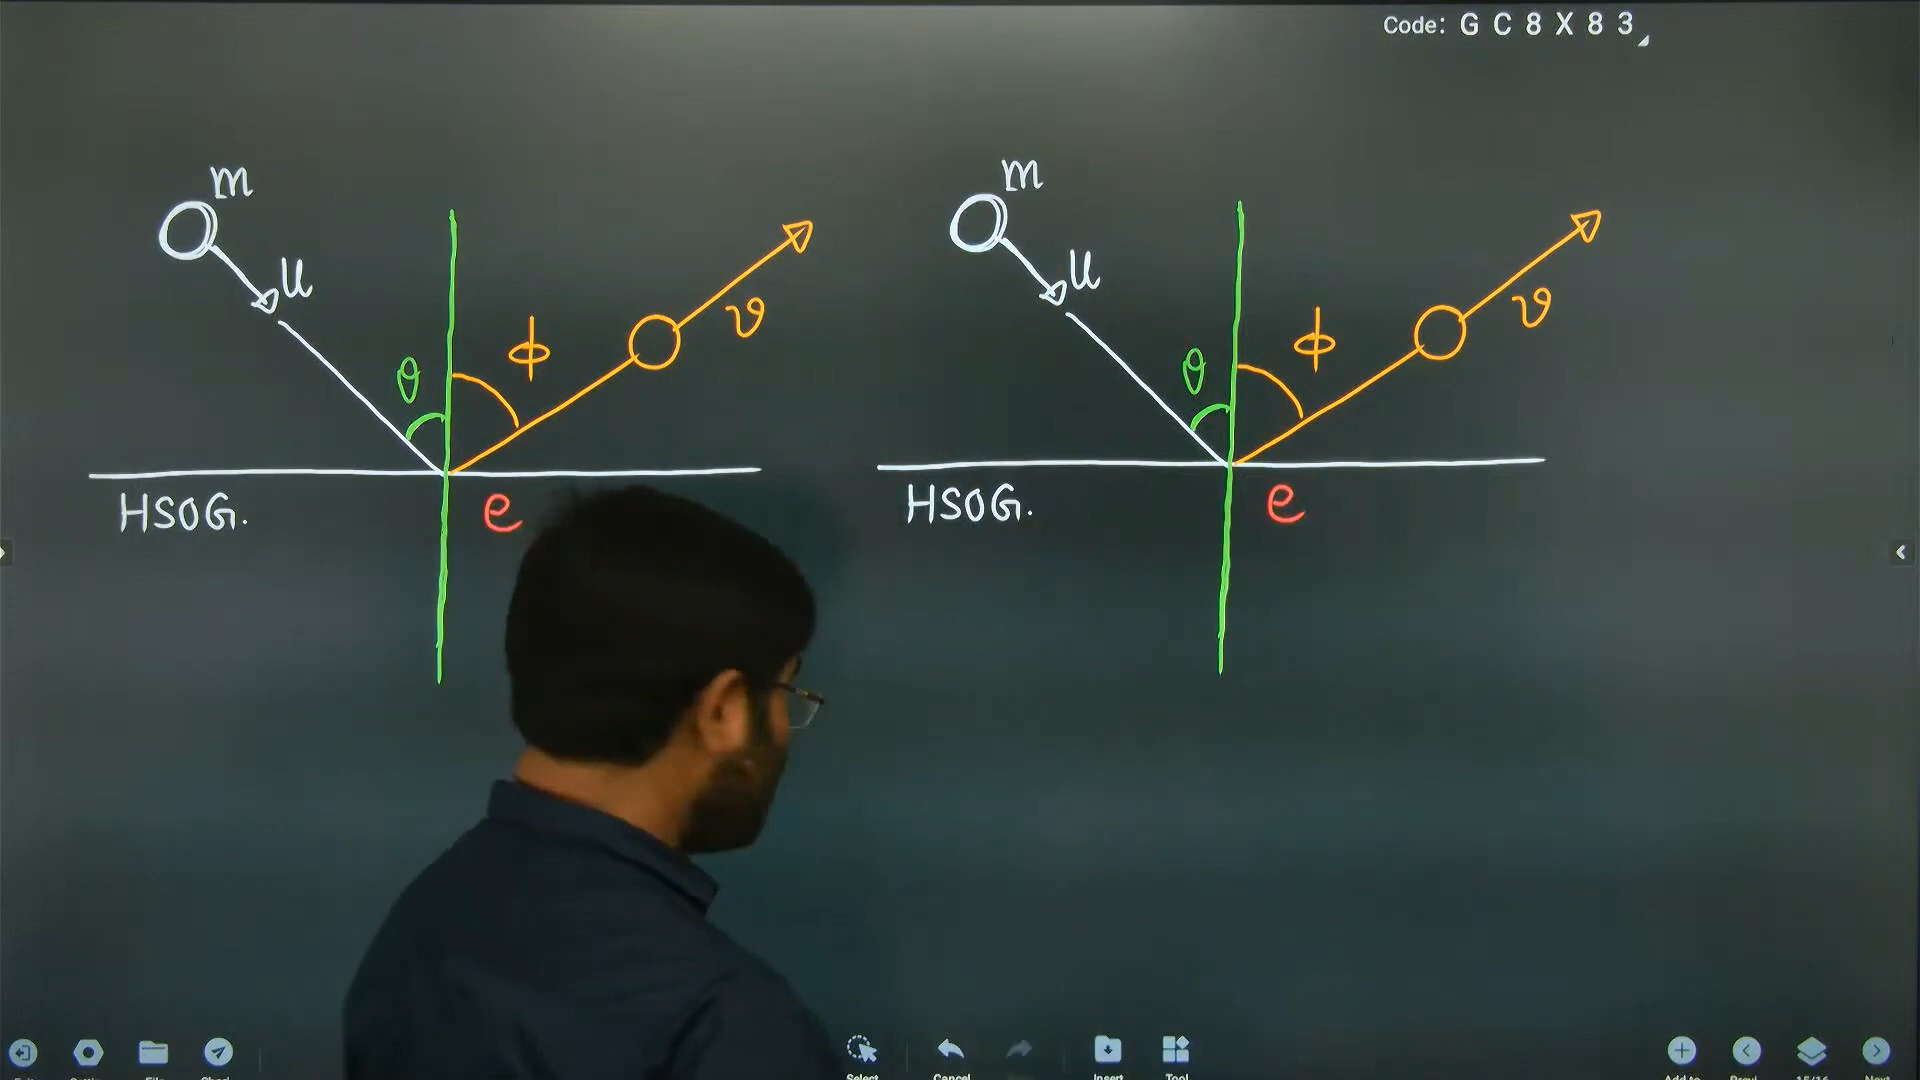 Code: G C 8 X 8 3
m
u
θ
ϕ
v
HSOG.
e
m
u
θ
ϕ
v
HSOG.
e
Select
Cancel
Insert
Tool